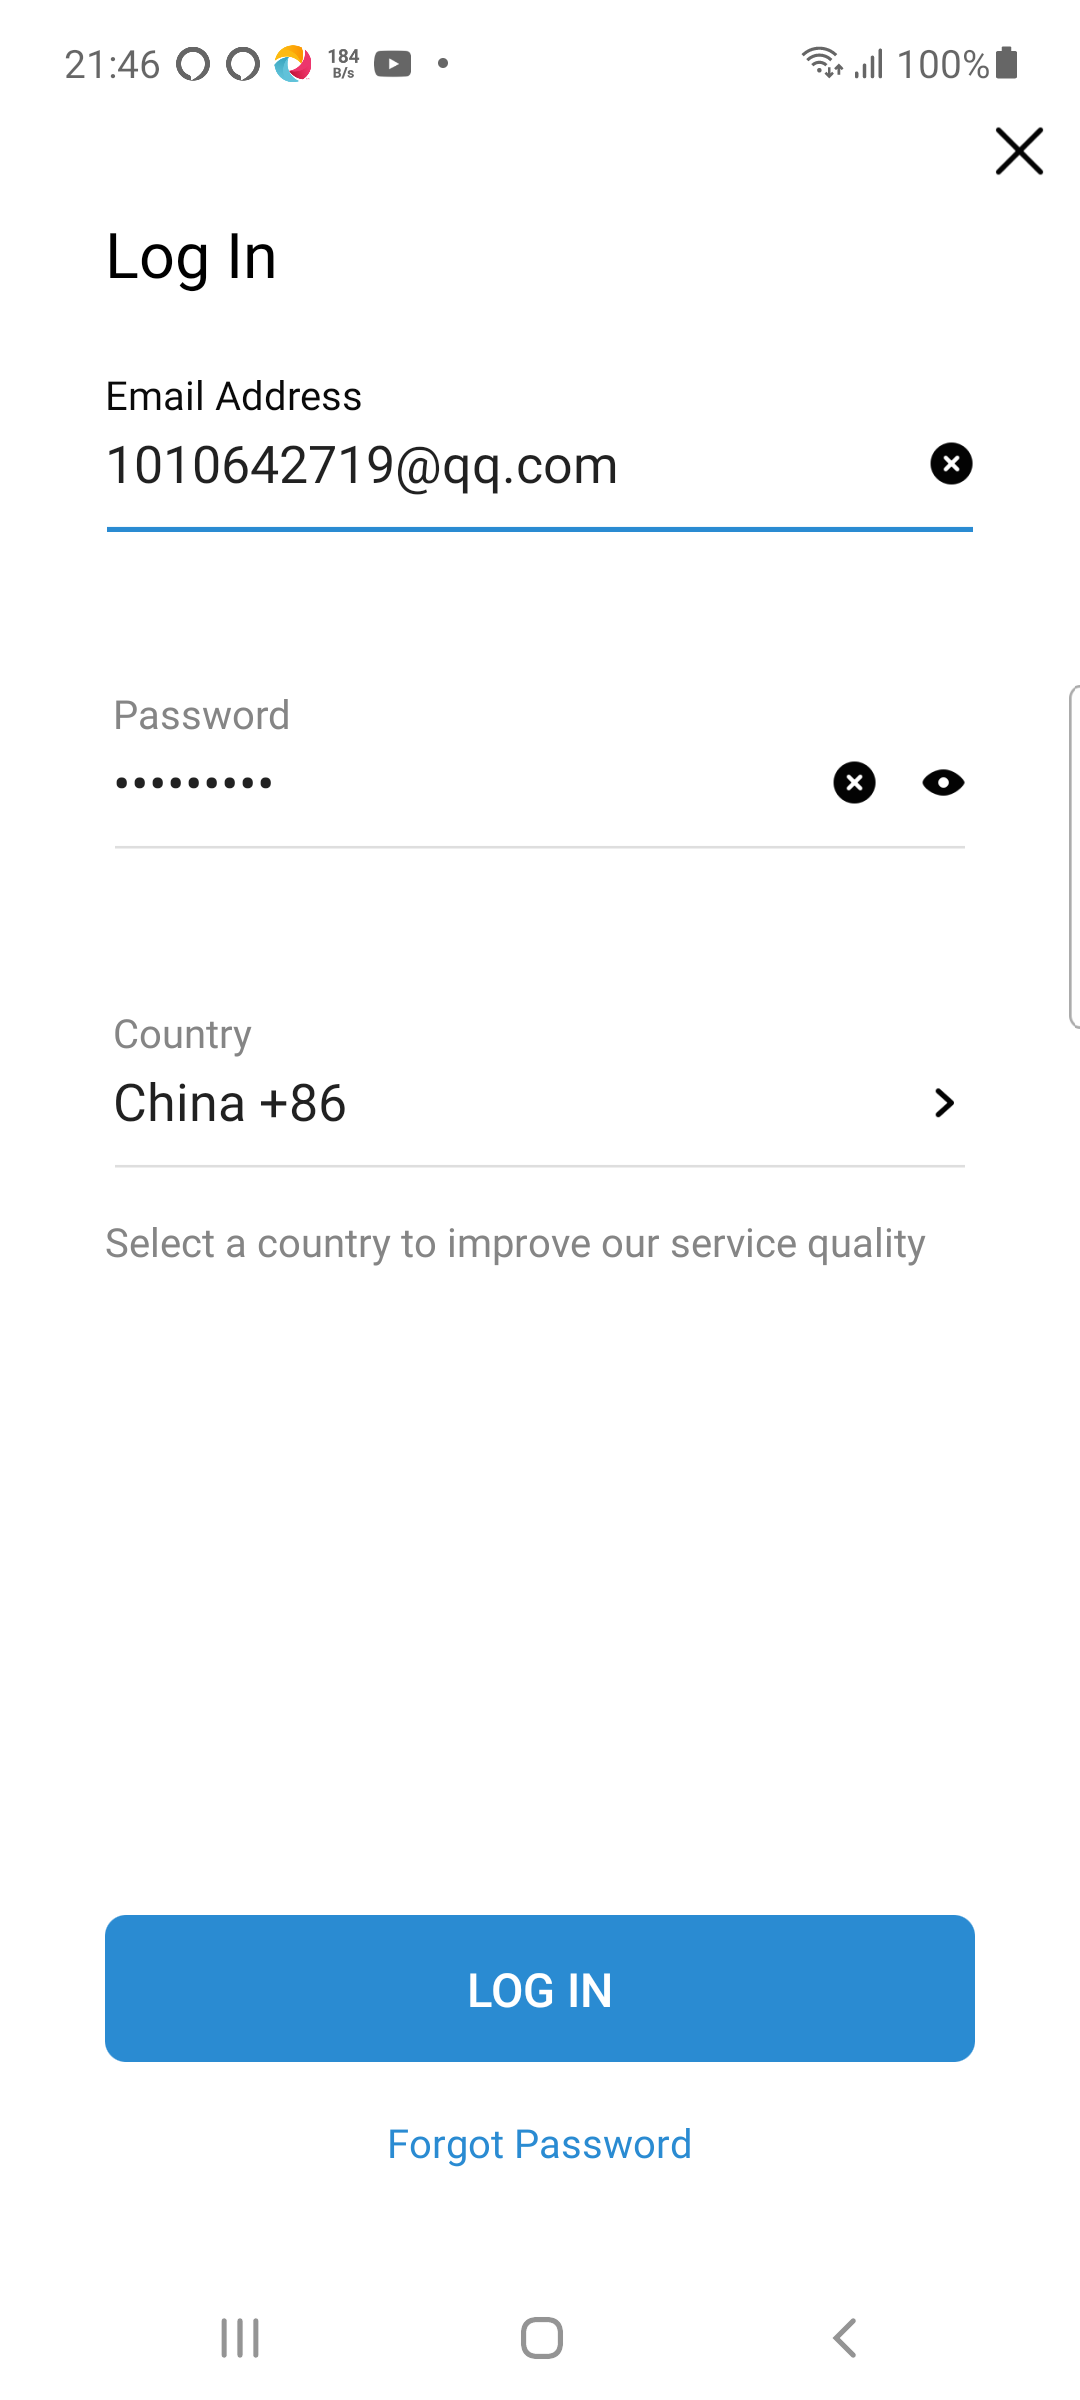 21:46 184 B/s 100%
Log In
Email Address
1010642719@qq.com
Password
•••••••••
Country
China +86
Select a country to improve our service quality
LOG IN
Forgot Password